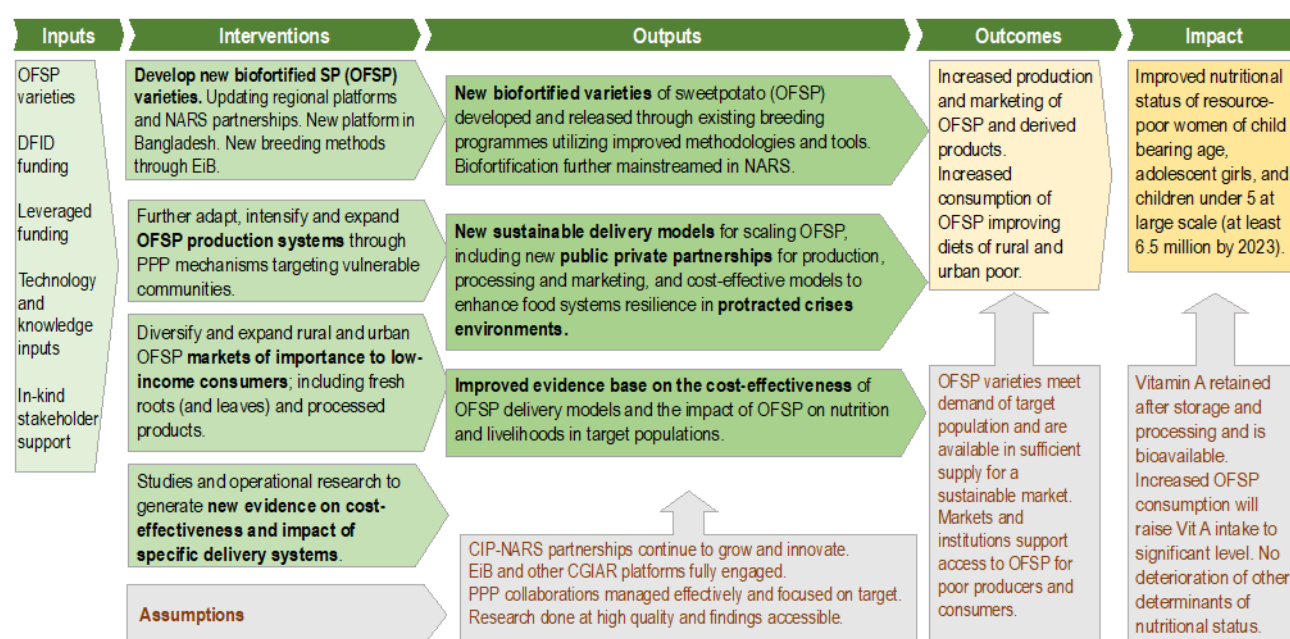 Inputs
Interventions
Outputs
Outcomes
Impact
OFSP
varieties
DFID
funding
Leveraged
funding
Technology
and
knowledge
inputs
In-kind
stakeholder
support
Develop new biofortified SP (OFSP)
varieties. Updating regional platforms
and NARS partnerships. New platform in
Bangladesh. New breeding methods
through EiB.
Further adapt, intensify and expand
OFSP production systems through
PPP mechanisms targeting vulnerable
communities.
Diversify and expand rural and urban
OFSP markets of importance to low-
income consumers; including fresh
roots (and leaves) and processed
products.
Studies and operational research to
generate new evidence on cost-
effectiveness and impact of
specific delivery systems.
Assumptions
New biofortified varieties of sweetpotato (OFSP)
developed and released through existing breeding
programmes utilizing improved methodologies and tools.
Biofortification further mainstreamed in NARS.
New sustainable delivery models for scaling OFSP,
including new public private partnerships for production,
processing and marketing, and cost-effective models to
enhance food systems resilience in protracted crises
environments.
Improved evidence base on the cost-effectiveness of
OFSP delivery models and the impact of OFSP on nutrition
and livelihoods in target populations.
CIP-NARS partnerships continue to grow and innovate.
EiB and other CGIAR platforms fully engaged.
PPP collaborations managed effectively and focused on target.
Research done at high quality and findings accessible.
Increased production
and marketing of
OFSP and derived
products.
Increased
consumption of
OFSP improving
diets of rural and
urban poor.
OFSP varieties meet
demand of target
population and are
available in sufficient
supply for a
sustainable market.
Markets and
institutions support
access to OFSP for
poor producers and
consumers.
Improved nutritional
status of resource-
poor women of child
bearing age,
adolescent girls, and
children under 5 at
large scale (at least
6.5 million by 2023).
Vitamin A retained
after storage and
processing and is
bioavailable.
Increased OFSP
consumption will
raise Vit A intake to
significant level. No
deterioration of other
determinants of
nutritional status.